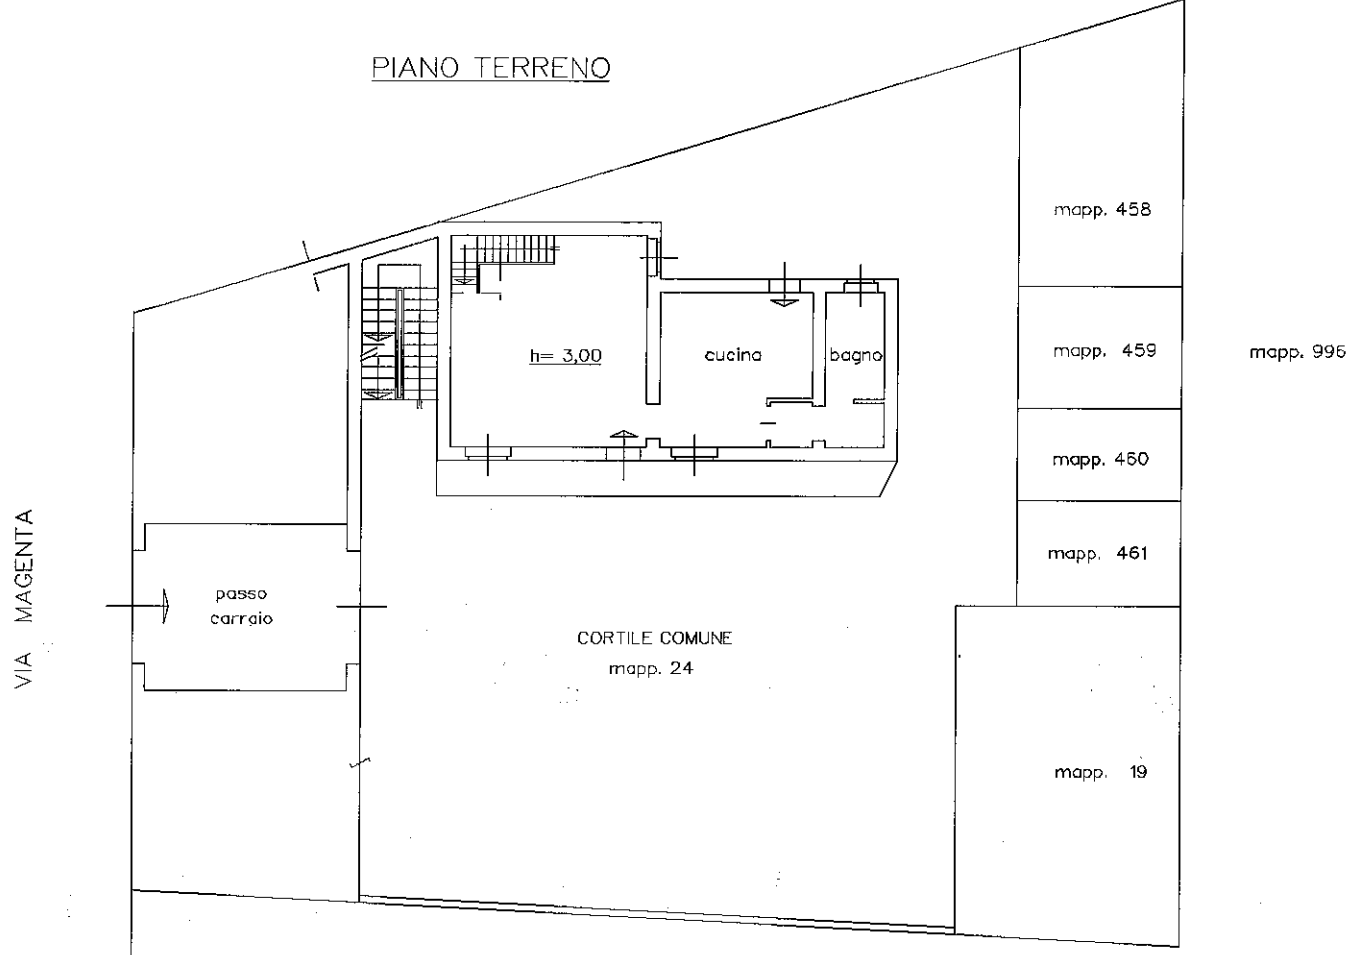 PIANO TERRENO
mapp. 458
h= 3,00
cucina
bagno
mapp. 459
mapp. 996
mapp. 460
VIA MAGENTA
mapp. 461
passo
carraio
CORTILE COMUNE
mapp. 24
mapp. 19